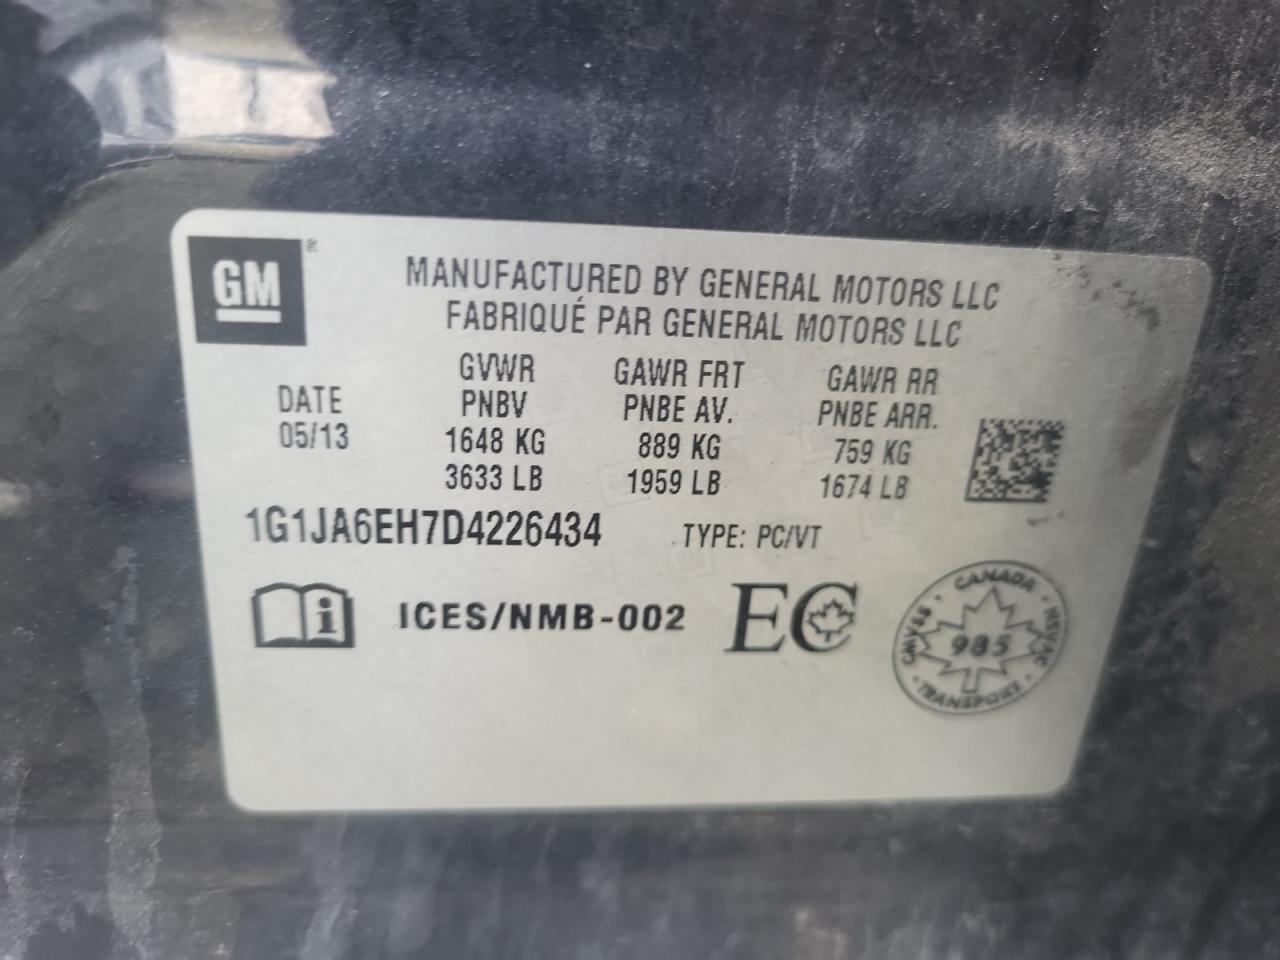 GM®
MANUFACTURED BY GENERAL MOTORS LLC
FABRIQUÉ PAR GENERAL MOTORS LLC
DATE
05/13
GVWR
PNBV
1648 KG
3633 LB
GAWR FRT
PNBE AV.
889 KG
1959 LB
GAWR RR
PNBE ARR.
759 KG
1674 LB
1G1JA6EH7D4226434 TYPE: PC/VT
i ICES/NMB-002 EC
CANADA
CMVSS 985 NSVAC
TRANSPORT